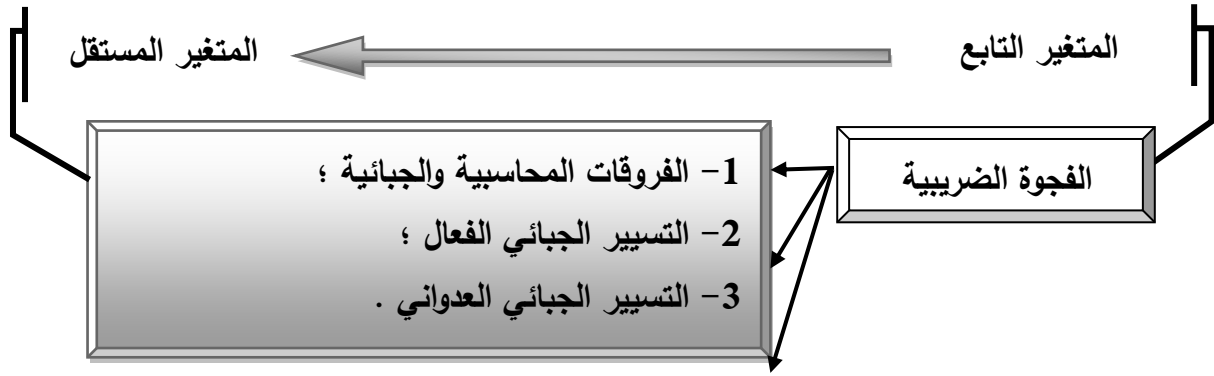 المتغير التابع
المتغير المستقل
الفجوة الضريبية
1- الفروقات المحاسبية والجبائية ؛
2- التسيير الجبائي الفعال ؛
3- التسيير الجبائي العدواني .